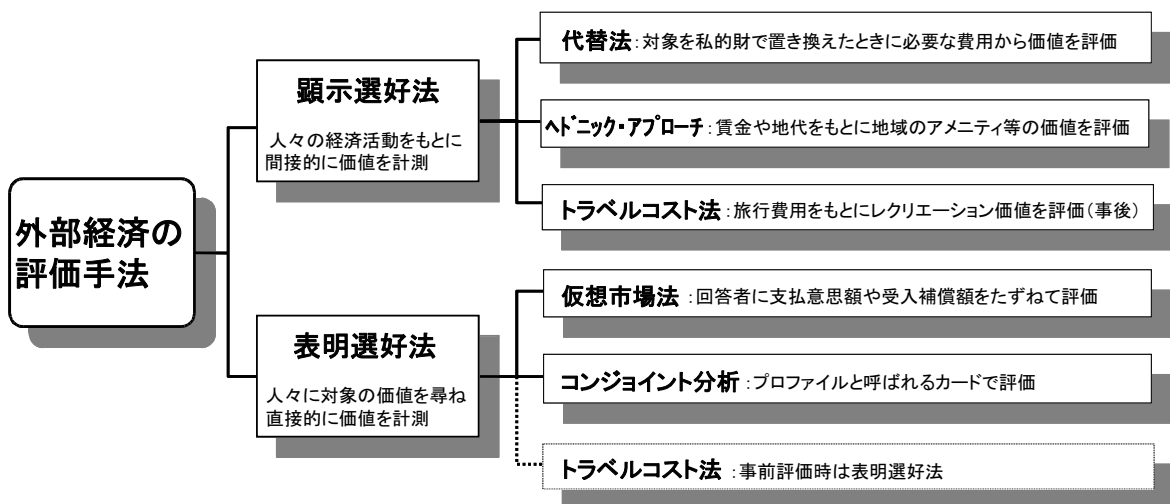 外部経済の
評価手法
顕示選好法
人々の経済活動をもとに
間接的に価値を計測
代替法：対象を私的財で置き換えたときに必要な費用から価値を評価
ﾍﾄﾞﾆｯｸ・ｱﾌﾟﾛｰﾁ：賃金や地代をもとに地域のアメニティ等の価値を評価
トラベルコスト法：旅行費用をもとにレクリエーション価値を評価（事後）
表明選好法
人々に対象の価値を尋ね
直接的に価値を計測
仮想市場法：回答者に支払意思額や受入補償額をたずねて評価
コンジョイント分析：プロファイルと呼ばれるカードで評価
トラベルコスト法：事前評価時は表明選好法